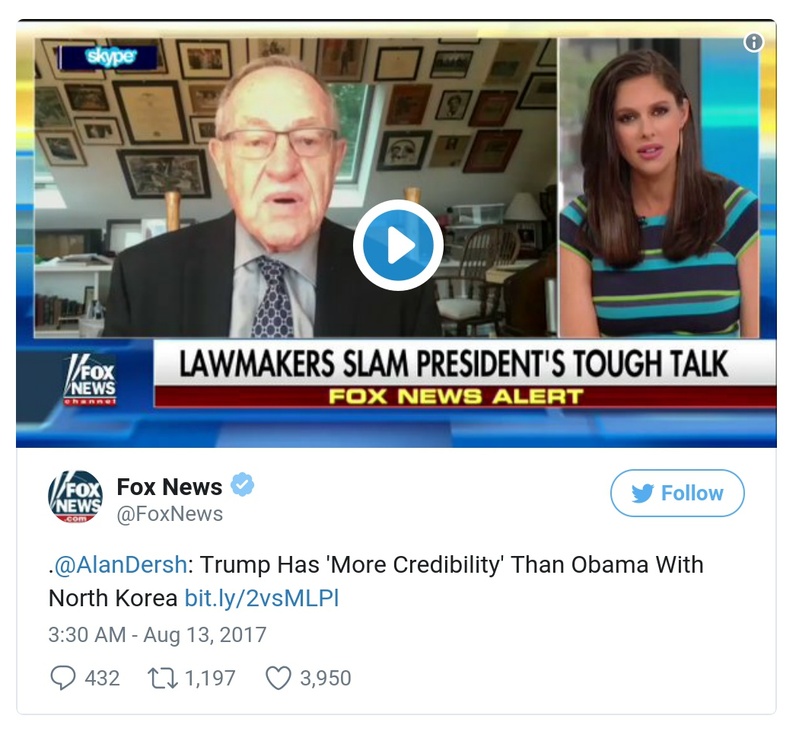 skype
LAWMAKERS SLAM PRESIDENT'S TOUGH TALK
FOX NEWS ALERT
FOX
NEWS
channel
FOX
NEWS
.com
Fox News
@FoxNews
Follow
.@AlanDersh: Trump Has 'More Credibility' Than Obama With
North Korea bit.ly/2vsMLPl
3:30 AM - Aug 13, 2017
432 1,197 3,950